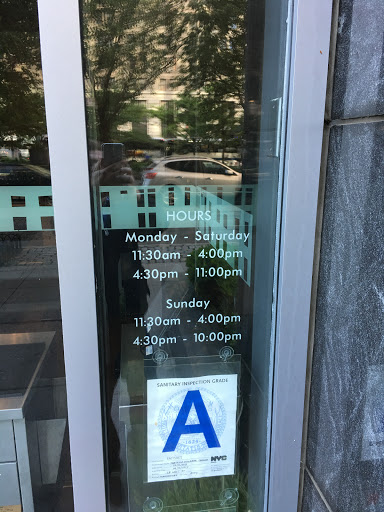 HOURS
Monday - Saturday
11:30am - 4:00pm
4:30pm - 11:00pm
Sunday
11:30am - 4:00pm
4:30pm - 10:00pm
SANITARY INSPECTION GRADE
A
NYC